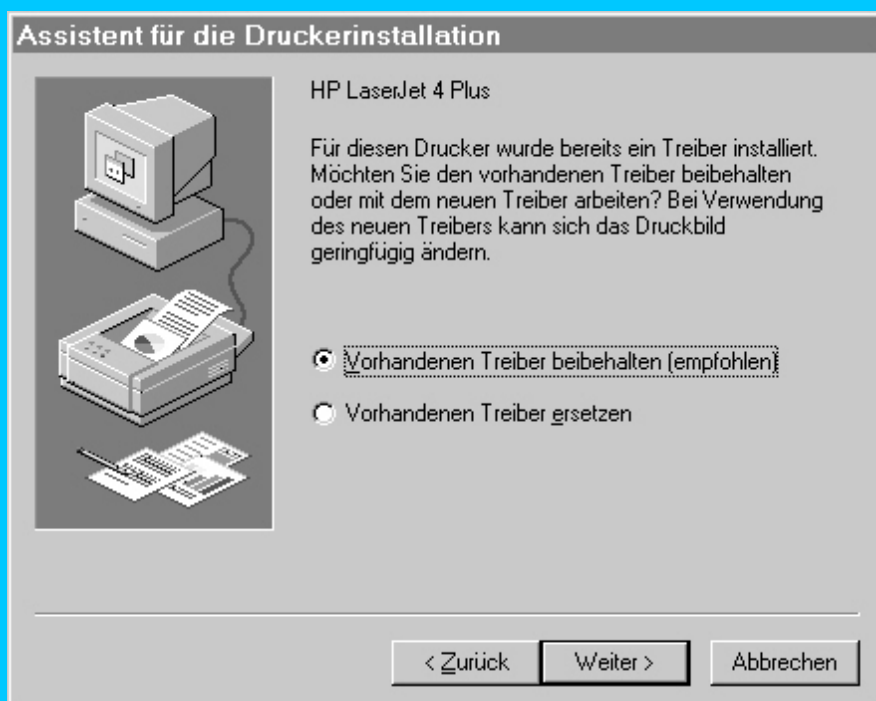 Assistent für die Druckerinstallation
HP LaserJet 4 Plus
Für diesen Drucker wurde bereits ein Treiber installiert.
Möchten Sie den vorhandenen Treiber beibehalten
oder mit dem neuen Treiber arbeiten? Bei Verwendung
des neuen Treibers kann sich das Druckbild
geringfügig ändern.
Vorhandenen Treiber beibehalten (empfohlen)
Vorhandenen Treiber ersetzen
< Zurück
Weiter >
Abbrechen